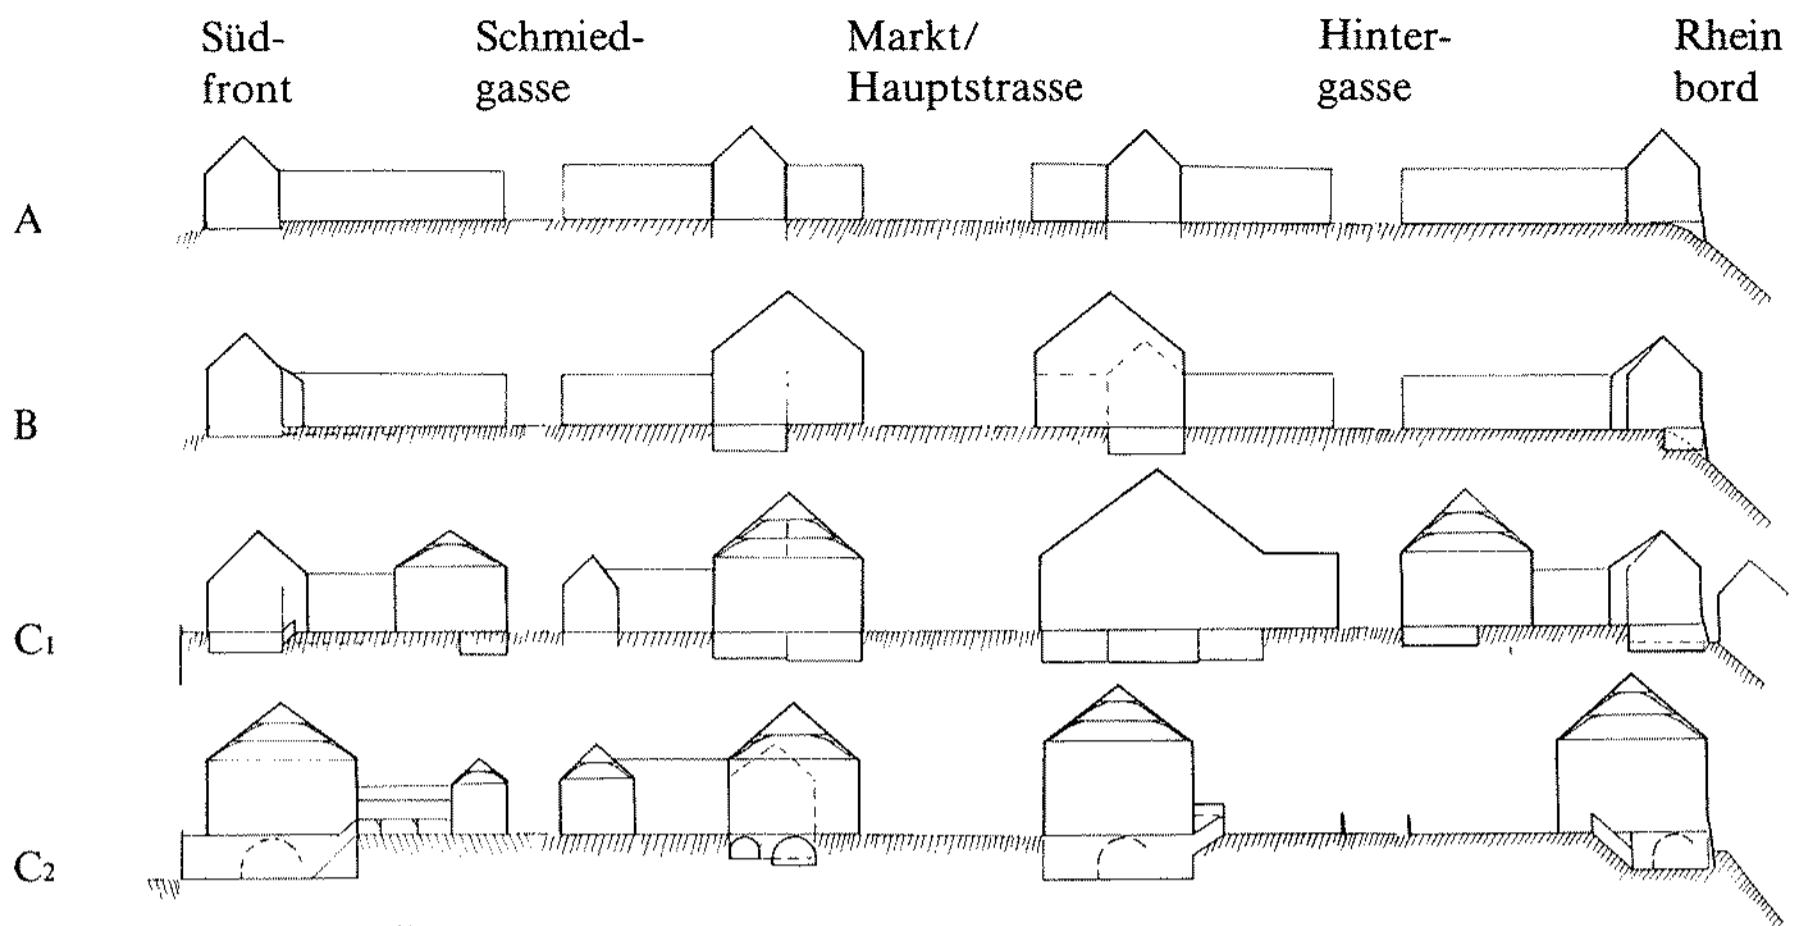 Süd- Schmied- Markt/ Hinter- Rhein
front gasse Hauptstrasse gasse bord
A
B
C1
C2